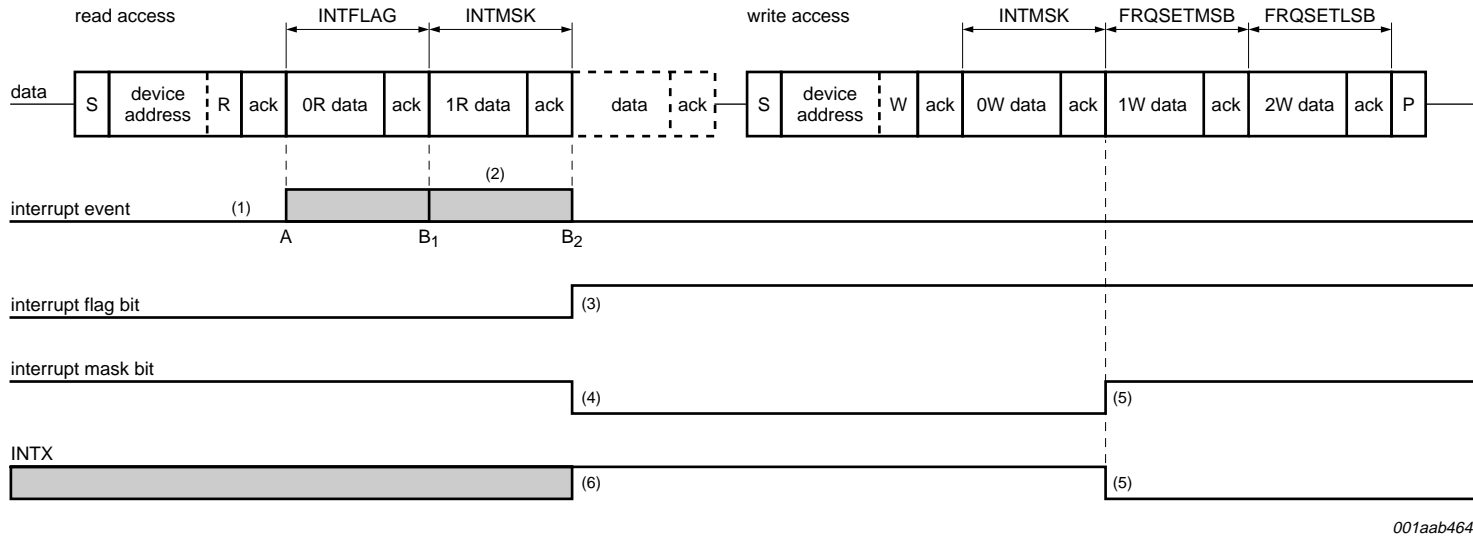 read access INTFLAG INTMSK write access INTMSK FRQSETMSB FRQSETLSB
data S device address R ack 0R data ack 1R data ack data ack S device address W ack 0W data ack 1W data ack 2W data ack P
(2)
interrupt event (1)
A B1 B2
interrupt flag bit (3)
interrupt mask bit (4) (5)
INTX
(6) (5)
001aab464